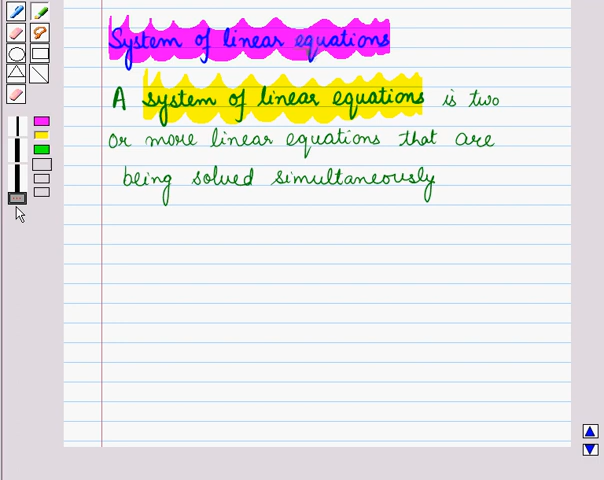 System of linear equations
A system of linear equations is two
or more linear equations that are
being solved simultaneously